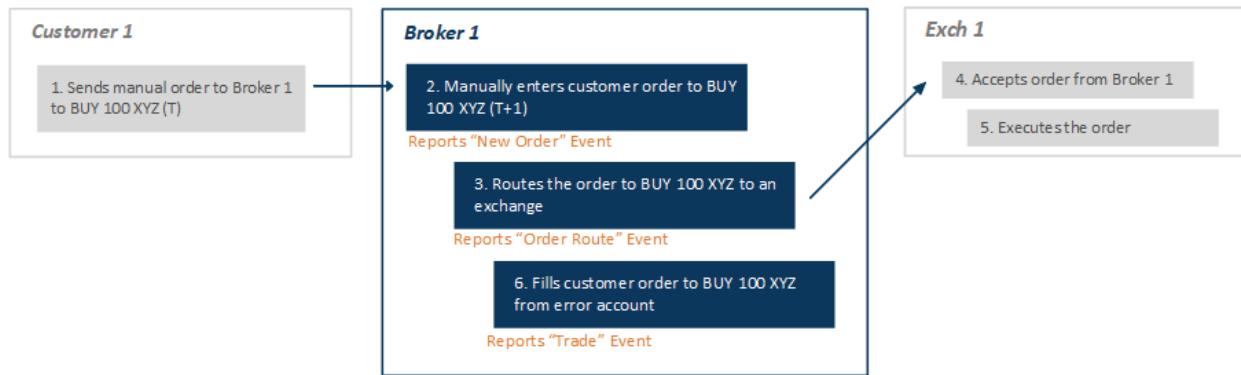 Customer 1
1. Sends manual order to Broker 1
to BUY 100 XYZ (T)
Broker 1
2. Manually enters customer order to BUY
100 XYZ (T+1)
Reports “New Order” Event
3. Routes the order to BUY 100 XYZ to an
exchange
Reports “Order Route” Event
6. Fills customer order to BUY 100 XYZ
from error account
Reports “Trade” Event
Exch 1
4. Accepts order from Broker 1
5. Executes the order